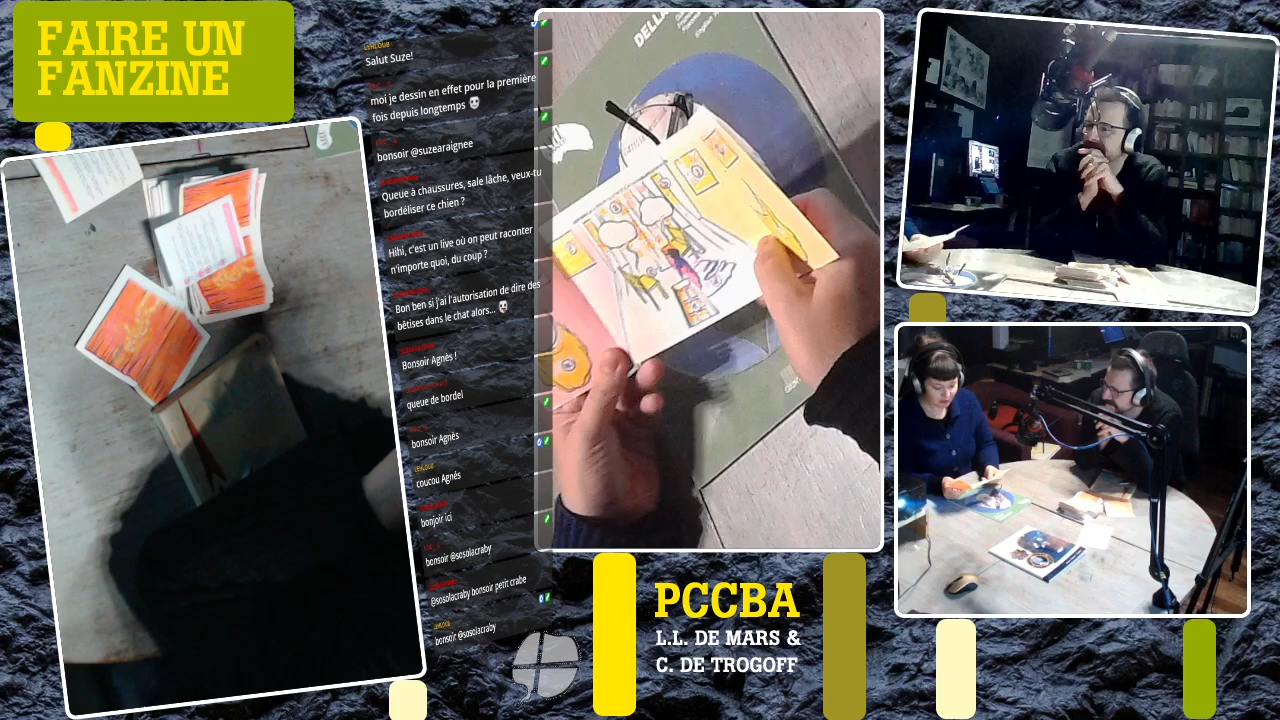 FAIRE UN
FANZINE
LEHLOUB
Salut Suze!
moi je dessin en effet pour la première
fois depuis longtemps
bonsoir @suzearaignee
Queue à chaussures, sale lâche, veux-tu
bordéliser ce chien ?
Hihi, c'est un live où on peut raconter
n'importe quoi, du coup ?
Bon ben si j'ai l'autorisation de dire des
bêtises dans le chat alors...
Bonsoir Agnès !
queue de bordel
bonsoir Agnès
LEHLOUB
coucou Agnès
bonjoir ici
bonsoir @sosolacraby
@sosolacraby bonsoir petit crabe
LEHLOUB
bonsoir @sosolacraby
DELLA
PCCBA
L.L. DE MARS &
C. DE TROGOFF